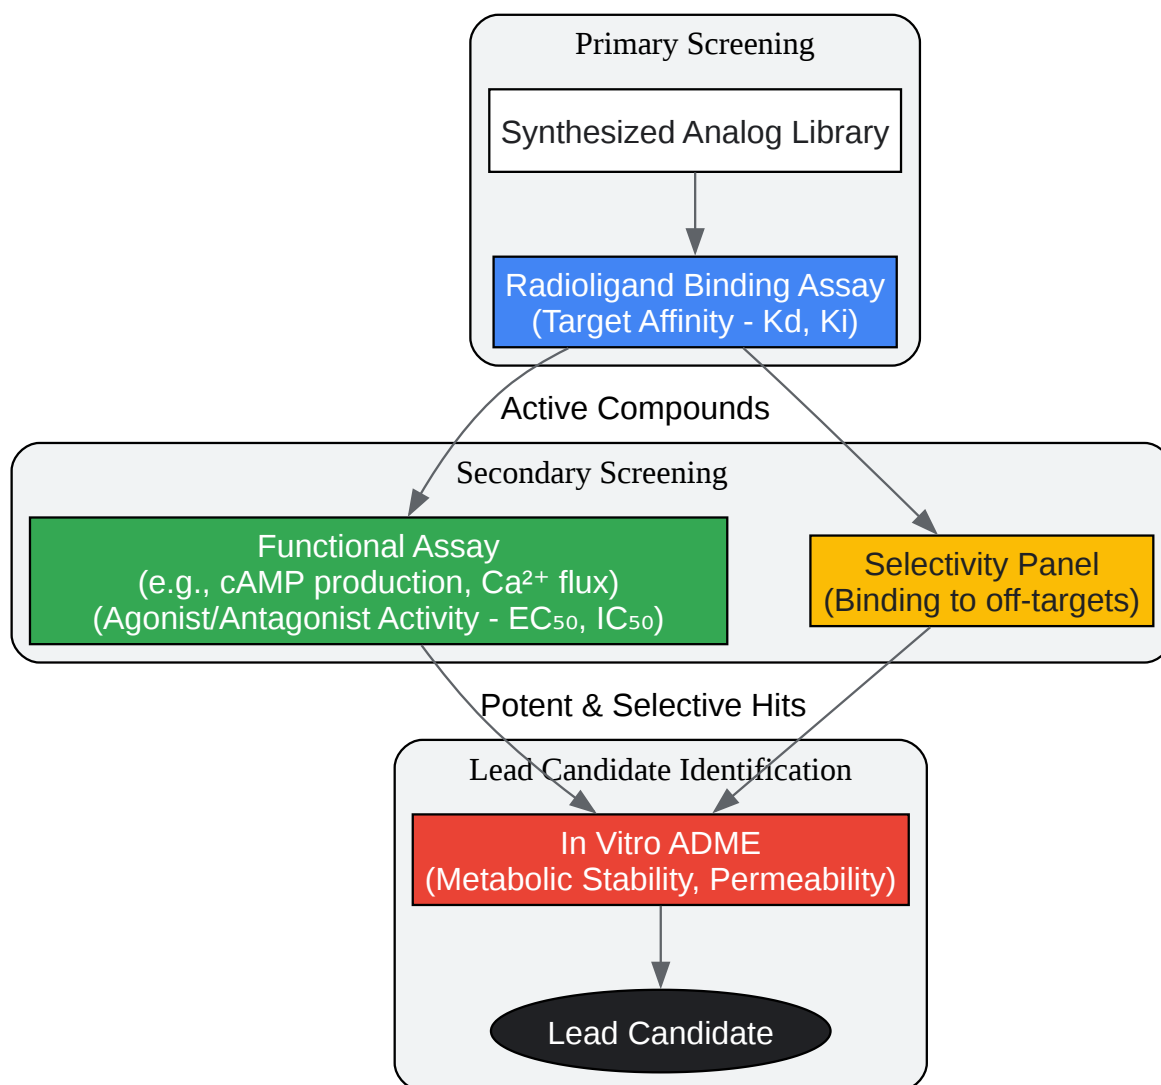 Primary Screening
Synthesized Analog Library
Radioligand Binding Assay
(Target Affinity - Kd, Ki)
Active Compounds
Secondary Screening
Functional Assay
(e.g., cAMP production, Ca²⁺ flux)
(Agonist/Antagonist Activity - EC₅₀, IC₅₀)
Selectivity Panel
(Binding to off-targets)
Potent & Selective Hits
Lead Candidate Identification
In Vitro ADME
(Metabolic Stability, Permeability)
Lead Candidate